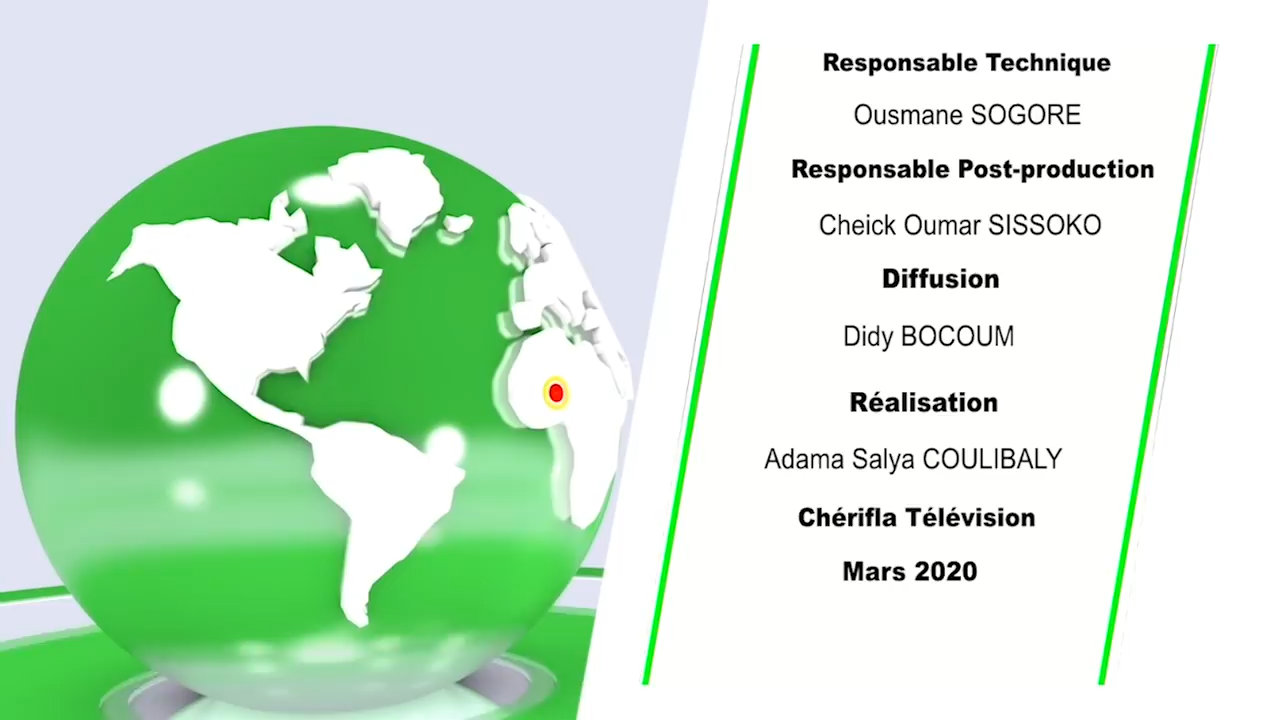 Responsable Technique
Ousmane SOGORE
Responsable Post-production
Cheick Oumar SISSOKO
Diffusion
Didy BOCOUM
Réalisation
Adama Salya COULIBALY
Chérifla Télévision
Mars 2020